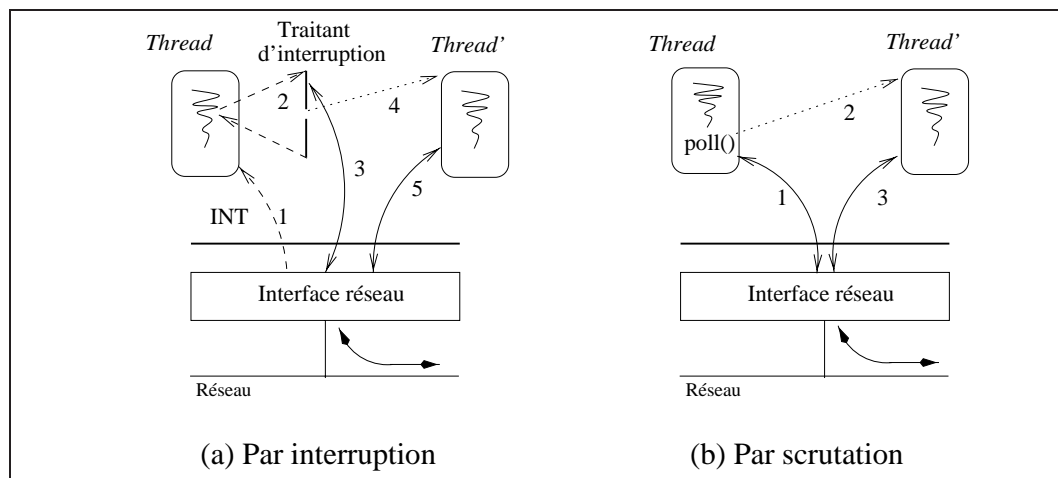 Thread
Traitant
d'interruption
Thread'
2
4
3
5
INT
1
Interface réseau
Réseau
(a) Par interruption
Thread
Thread'
poll()
2
1
3
Interface réseau
Réseau
(b) Par scrutation